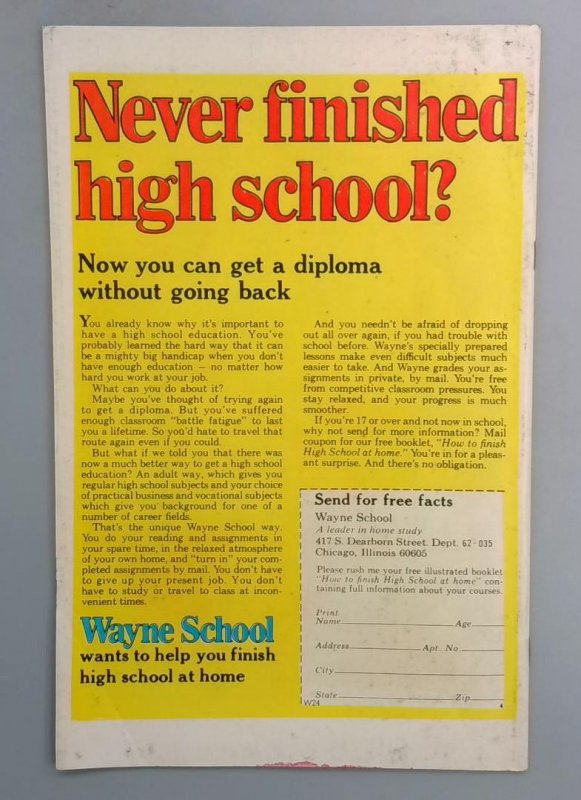 Never finished
high school?
Now you can get a diploma
without going back
You already know why it's important to
have a high school education. You've
probably learned the hard way that it can
be a mighty big handicap when you don't
have enough education – no matter how
hard you work at your job.
What can you do about it?
Maybe you've thought of trying again
to get a diploma. But you've suffered
enough classroom "battle fatigue" to last
you a lifetime. So you'd hate to travel that
route again even if you could.
But what if we told you that there was
now a much better way to get a high school
education? An adult way, which gives you
regular high school subjects and your choice
of practical business and vocational subjects
which give you background for one of a
number of career fields.
That's the unique Wayne School way.
You do your reading and assignments in
your spare time, in the relaxed atmosphere
of your own home, and "turn in" your com-
pleted assignments by mail. You don't have
to give up your present job. You don't
have to study or travel to class at incon-
venient times.
Wayne School
wants to help you finish
high school at home
And you needn't be afraid of dropping
out all over again, if you had trouble with
school before. Wayne's specially prepared
lessons make even difficult subjects much
easier to take. And Wayne grades your as-
signments in private, by mail. You're free
from competitive classroom pressures. You
stay relaxed, and your progress is much
smoother.
If you're 17 or over and not now in school,
why not send for more information? Mail
coupon for our free booklet, "How to finish
High School at home." You're in for a pleas-
ant surprise. And there's no obligation.
Send for free facts
Wayne School
A leader in home study
417 S. Dearborn Street. Dept. 62-035
Chicago, Illinois 60605
Please rush me your free illustrated booklet
"How to finish High School at home" con-
taining full information about your courses.
Print
Name Age
Address Apt. No
City
State Zip
W24 4